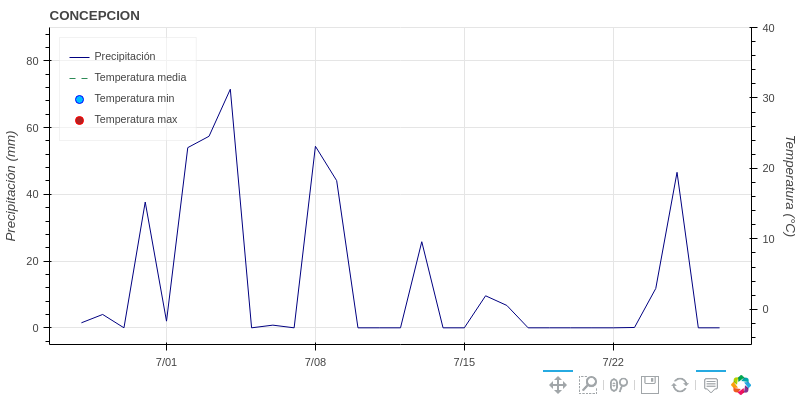 CONCEPCION
Precipitación
Temperatura media
Temperatura min
Temperatura max
Precipitación (mm)
80
60
40
20
0
Temperatura (°C)
40
30
20
10
0
7/01 7/08 7/15 7/22